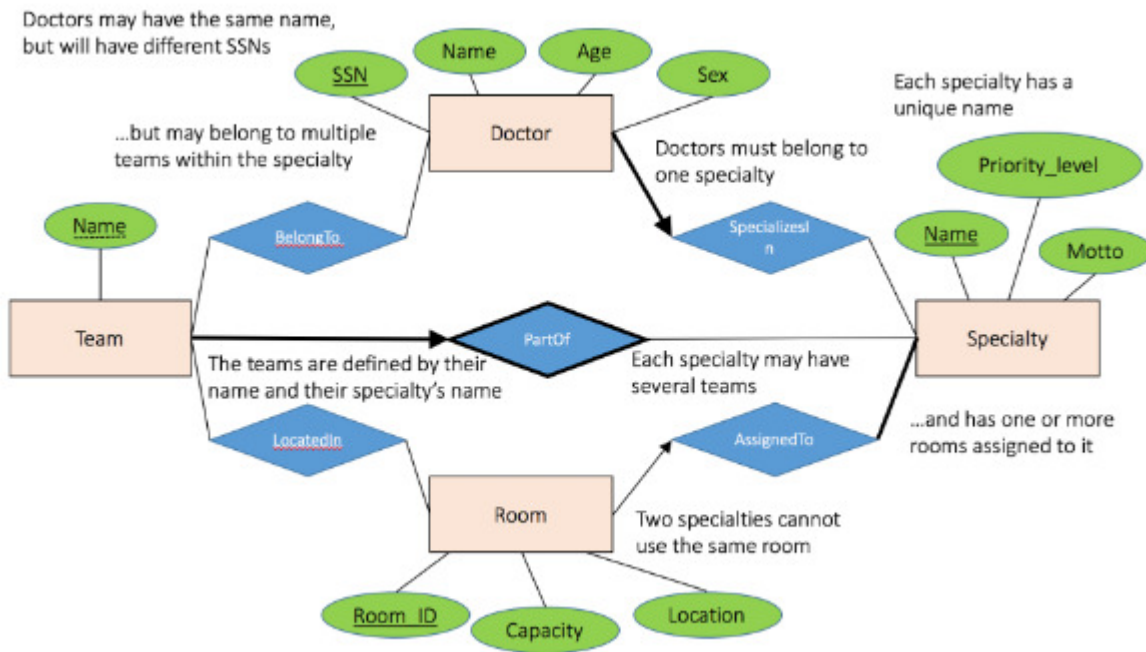 Doctors may have the same name,
but will have different SSNs
Name
Age
SSN
Sex
Each specialty has a
unique name
Doctor
...but may belong to multiple
teams within the specialty
Doctors must belong to
one specialty
Priority_level
Name
BelongTo
SpecializesI
n
Name
Motto
Team
PartOf
Specialty
The teams are defined by their
name and their specialty's name
Each specialty may have
several teams
LocatedIn
AssignedTo
...and has one or more
rooms assigned to it
Room
Two specialties cannot
use the same room
Room_ID
Capacity
Location